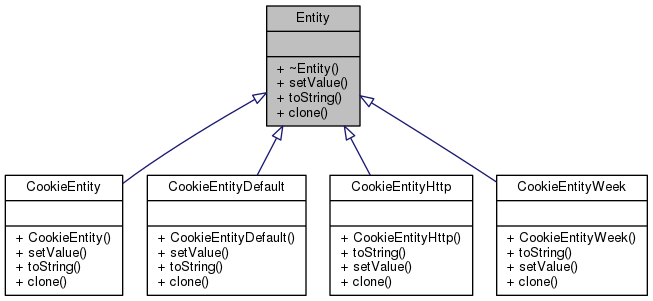 Entity
+ ~Entity()
+ setValue()
+ toString()
+ clone()
CookieEntity
+ CookieEntity()
+ setValue()
+ toString()
+ clone()
CookieEntityDefault
+ CookieEntityDefault()
+ setValue()
+ toString()
+ clone()
CookieEntityHttp
+ CookieEntityHttp()
+ toString()
+ setValue()
+ clone()
CookieEntityWeek
+ CookieEntityWeek()
+ toString()
+ setValue()
+ clone()